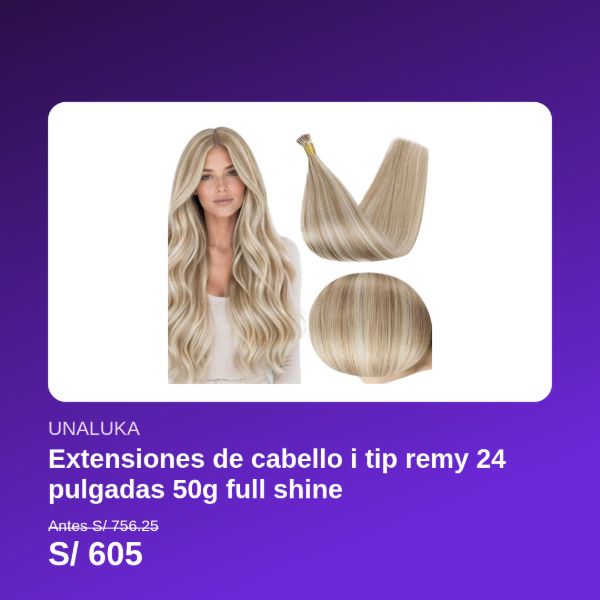 UNALUKA
Extensiones de cabello i tip remy 24
pulgadas 50g full shine
Antes S/ 756.25
S/ 605